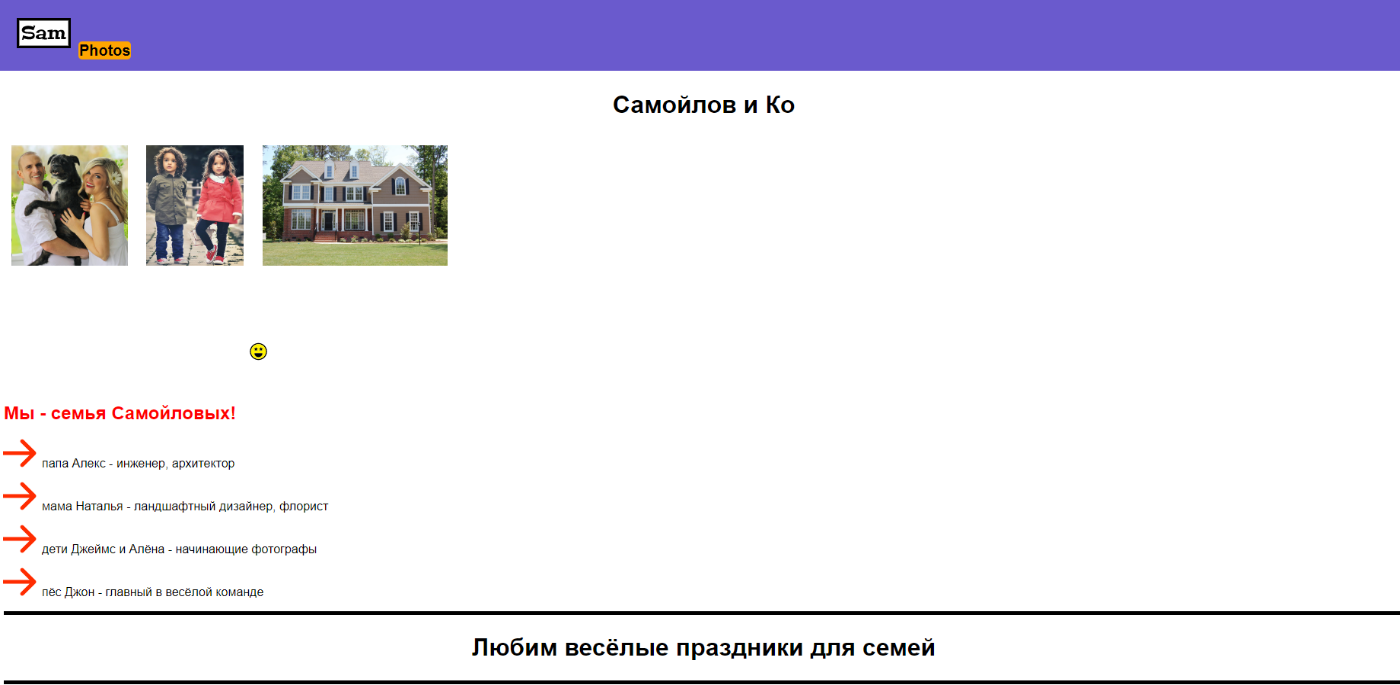 Sam
Photos
Самойлов и Ко
Мы - семья Самойловых!
папа Алекс - инженер, архитектор
мама Наталья - ландшафтный дизайнер, флорист
дети Джеймс и Алёна - начинающие фотографы
пёс Джон - главный в весёлой команде
Любим весёлые праздники для семей